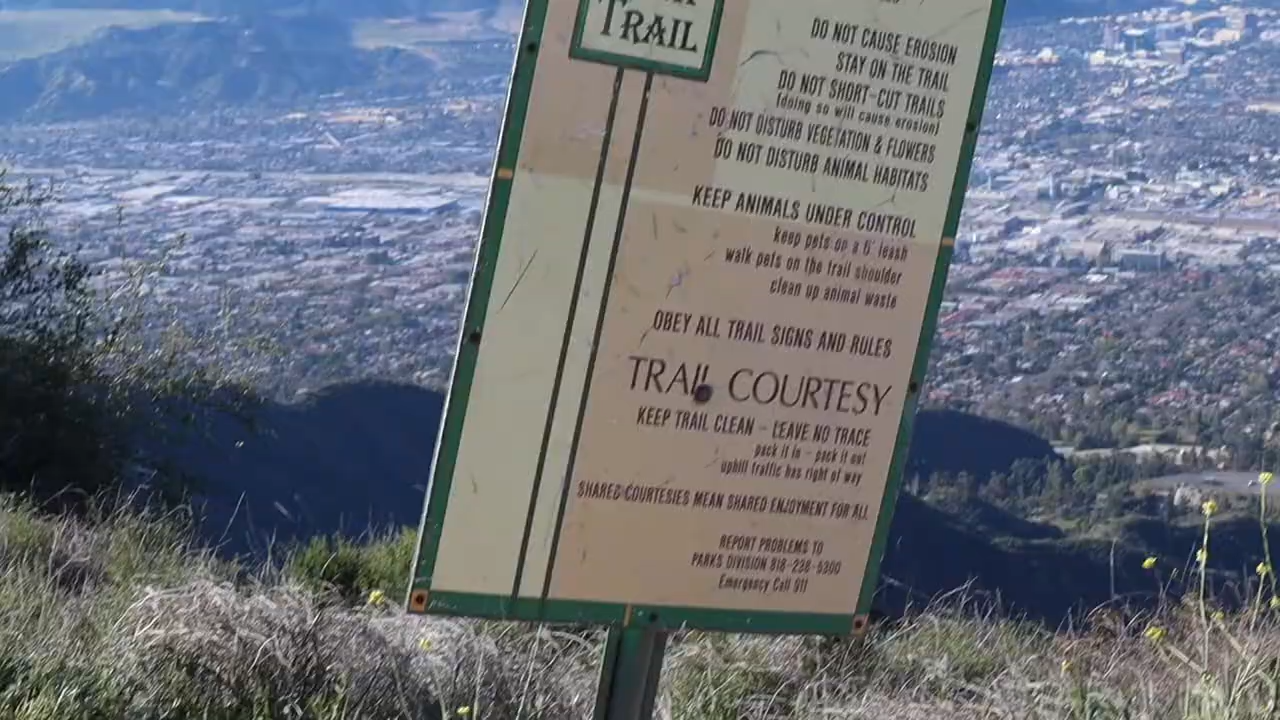 TRAIL
DO NOT CAUSE EROSION
STAY ON THE TRAIL
DO NOT SHORT-CUT TRAILS
(doing so will cause erosion)
DO NOT DISTURB VEGETATION & FLOWERS
DO NOT DISTURB ANIMAL HABITATS
KEEP ANIMALS UNDER CONTROL
keep pets on a 6' leash
walk pets on the trail shoulder
clean up animal waste
OBEY ALL TRAIL SIGNS AND RULES
TRAIL COURTESY
KEEP TRAIL CLEAN - LEAVE NO TRACE
pack it in - pack it out
uphill traffic has right of way
SHARED COURTESIES MEAN SHARED ENJOYMENT FOR ALL
REPORT PROBLEMS TO
PARKS DIVISION 818-238-5300
Emergency Call 911